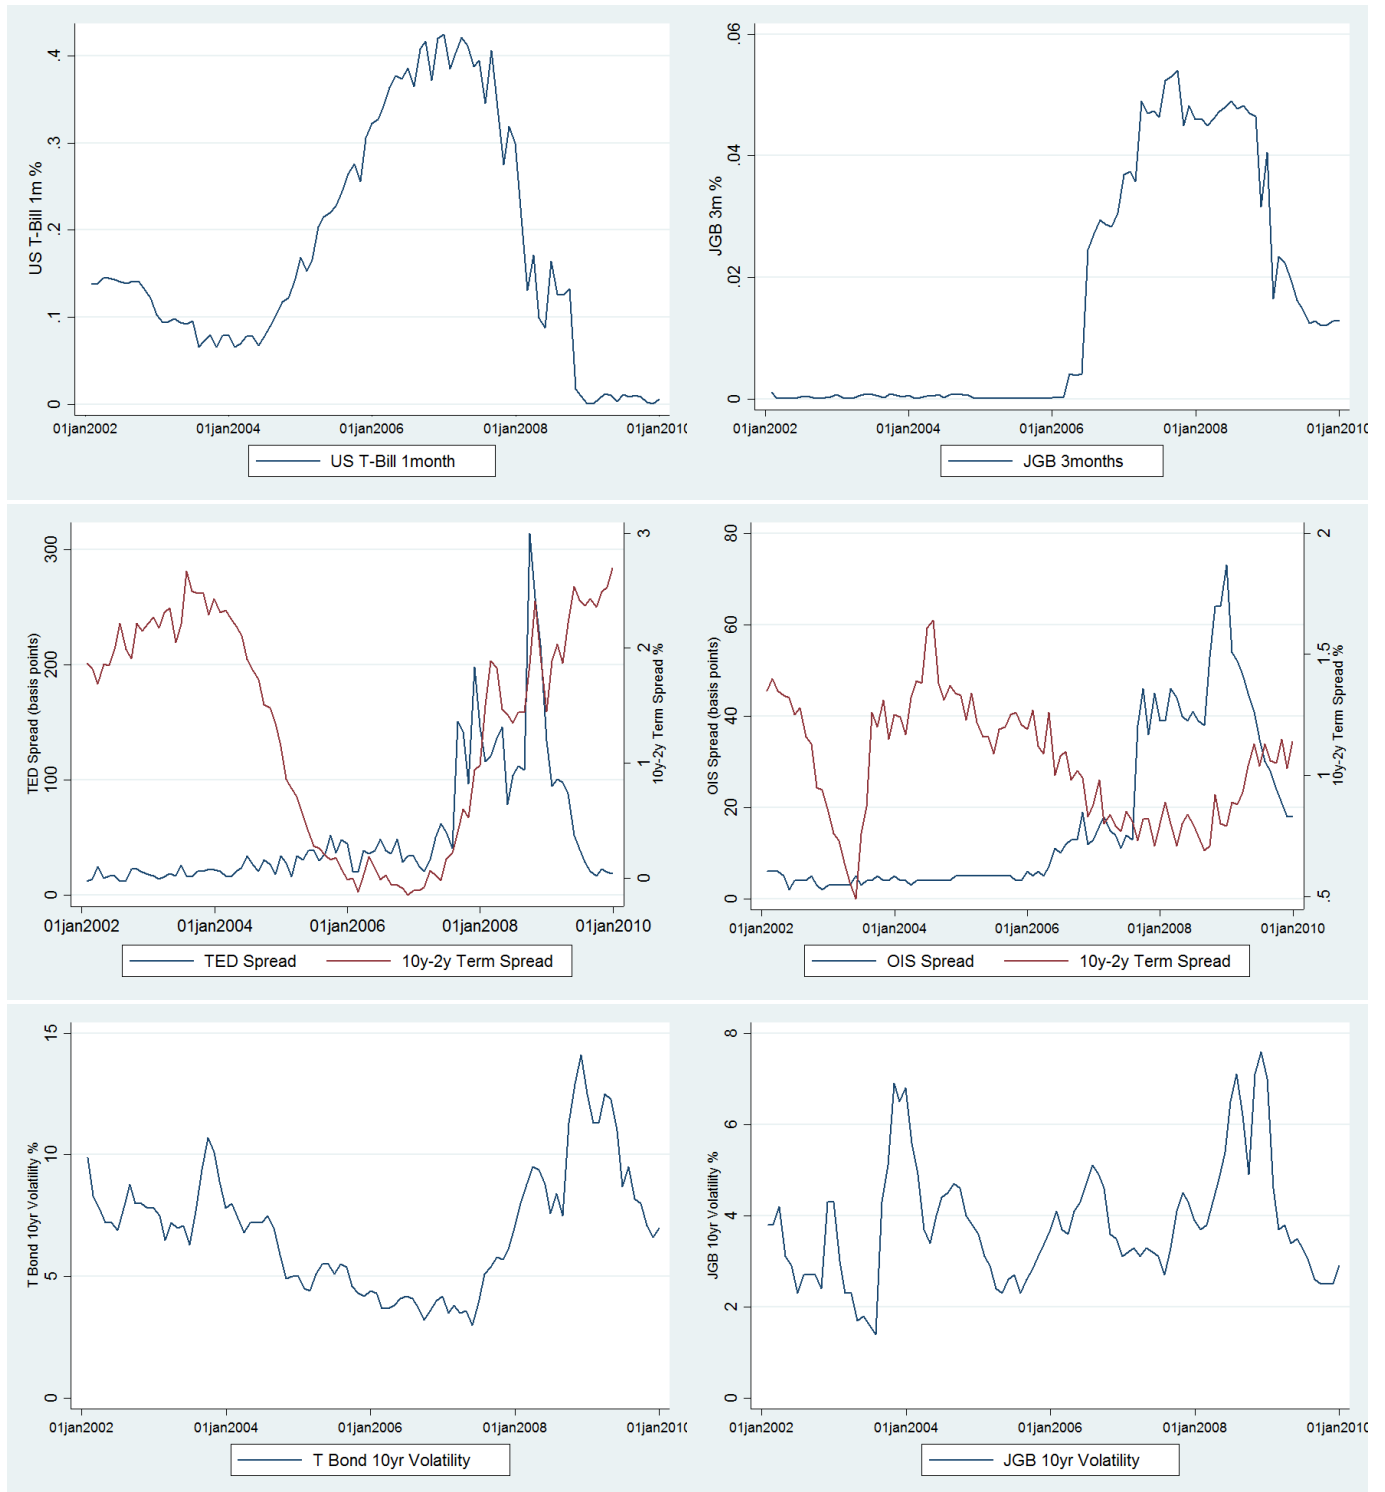 US T-Bill 1m %
.4
.3
.2
.1
0
01jan2002 01jan2004 01jan2006 01jan2008 01jan2010
US T-Bill 1month
JGB 3m %
.06
.04
.02
0
01jan2002 01jan2004 01jan2006 01jan2008 01jan2010
JGB 3months
TED Spread (basis points)
300
200
100
0
3
2
1
0
10y-2y Term Spread %
01jan2002 01jan2004 01jan2006 01jan2008 01jan2010
TED Spread 10y-2y Term Spread
OIS Spread (basis points)
80
60
40
20
0
2
1.5
1
.5
10y-2y Term Spread %
01jan2002 01jan2004 01jan2006 01jan2008 01jan2010
OIS Spread 10y-2y Term Spread
T Bond 10yr Volatility %
15
10
5
0
01jan2002 01jan2004 01jan2006 01jan2008 01jan2010
T Bond 10yr Volatility
JGB 10yr Volatility %
8
6
4
2
0
01jan2002 01jan2004 01jan2006 01jan2008 01jan2010
JGB 10yr Volatility